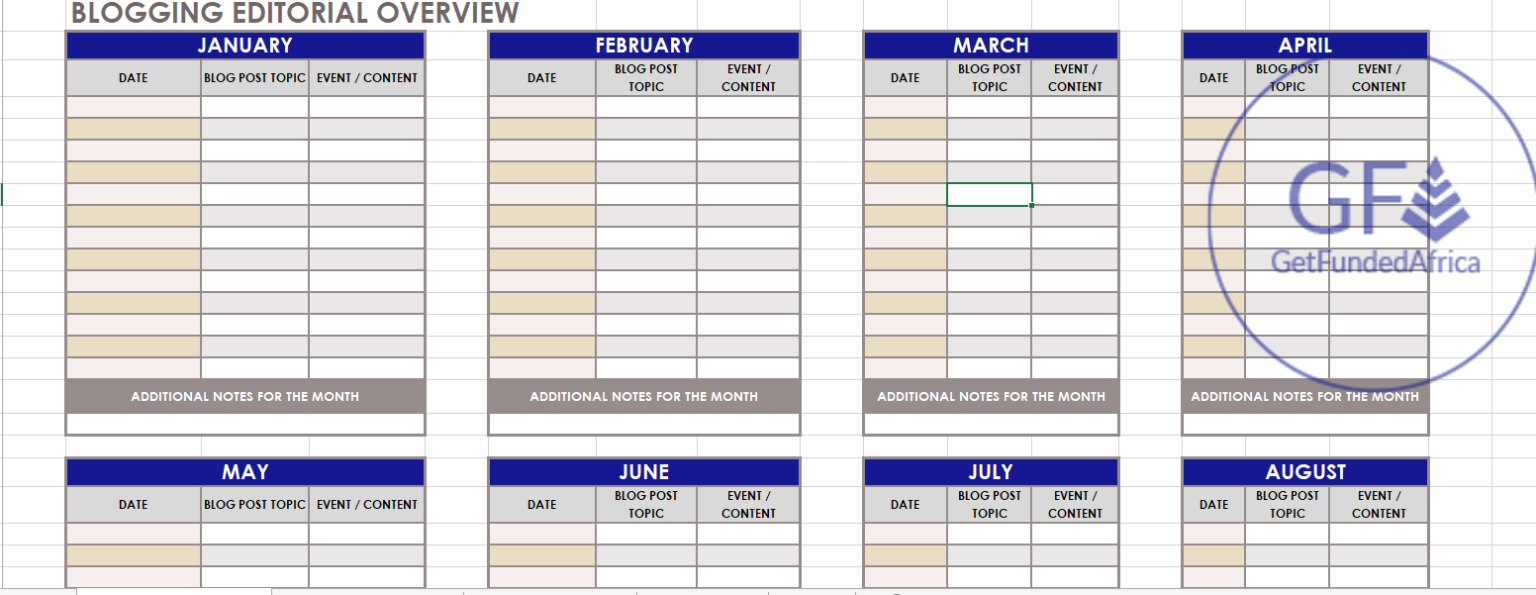 BLOGGING EDITORIAL OVERVIEW
JANUARY
DATE BLOG POST TOPIC EVENT / CONTENT
ADDITIONAL NOTES FOR THE MONTH
FEBRUARY
DATE BLOG POST TOPIC EVENT / CONTENT
ADDITIONAL NOTES FOR THE MONTH
MARCH
DATE BLOG POST TOPIC EVENT / CONTENT
ADDITIONAL NOTES FOR THE MONTH
APRIL
DATE BLOG POST TOPIC EVENT / CONTENT
GF
GetFundedAfrica
ADDITIONAL NOTES FOR THE MONTH
MAY
DATE BLOG POST TOPIC EVENT / CONTENT
JUNE
DATE BLOG POST TOPIC EVENT / CONTENT
JULY
DATE BLOG POST TOPIC EVENT / CONTENT
AUGUST
DATE BLOG POST TOPIC EVENT / CONTENT